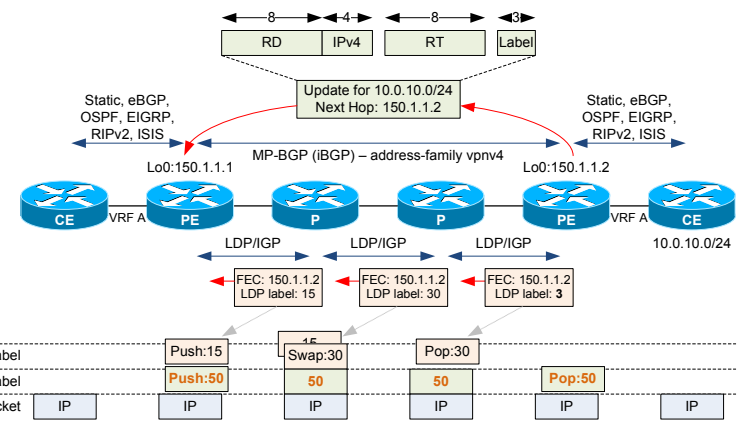 8 4 8 3
RD IPv4 RT Label
Update for 10.0.10.0/24
Next Hop: 150.1.1.2
Static, eBGP,
OSPF, EIGRP,
RIPv2, ISIS
Static, eBGP,
OSPF, EIGRP,
RIPv2, ISIS
MP-BGP (iBGP) – address-family vpnv4
Lo0:150.1.1.1
Lo0:150.1.1.2
CE VRF A PE P P PE VRF A CE
10.0.10.0/24
LDP/IGP LDP/IGP LDP/IGP
FEC: 150.1.1.2
LDP label: 15
FEC: 150.1.1.2
LDP label: 30
FEC: 150.1.1.2
LDP label: 3
15
abel Push:15 Swap:30 Pop:30
abel Push:50 50 50 Pop:50
cket IP IP IP IP IP IP